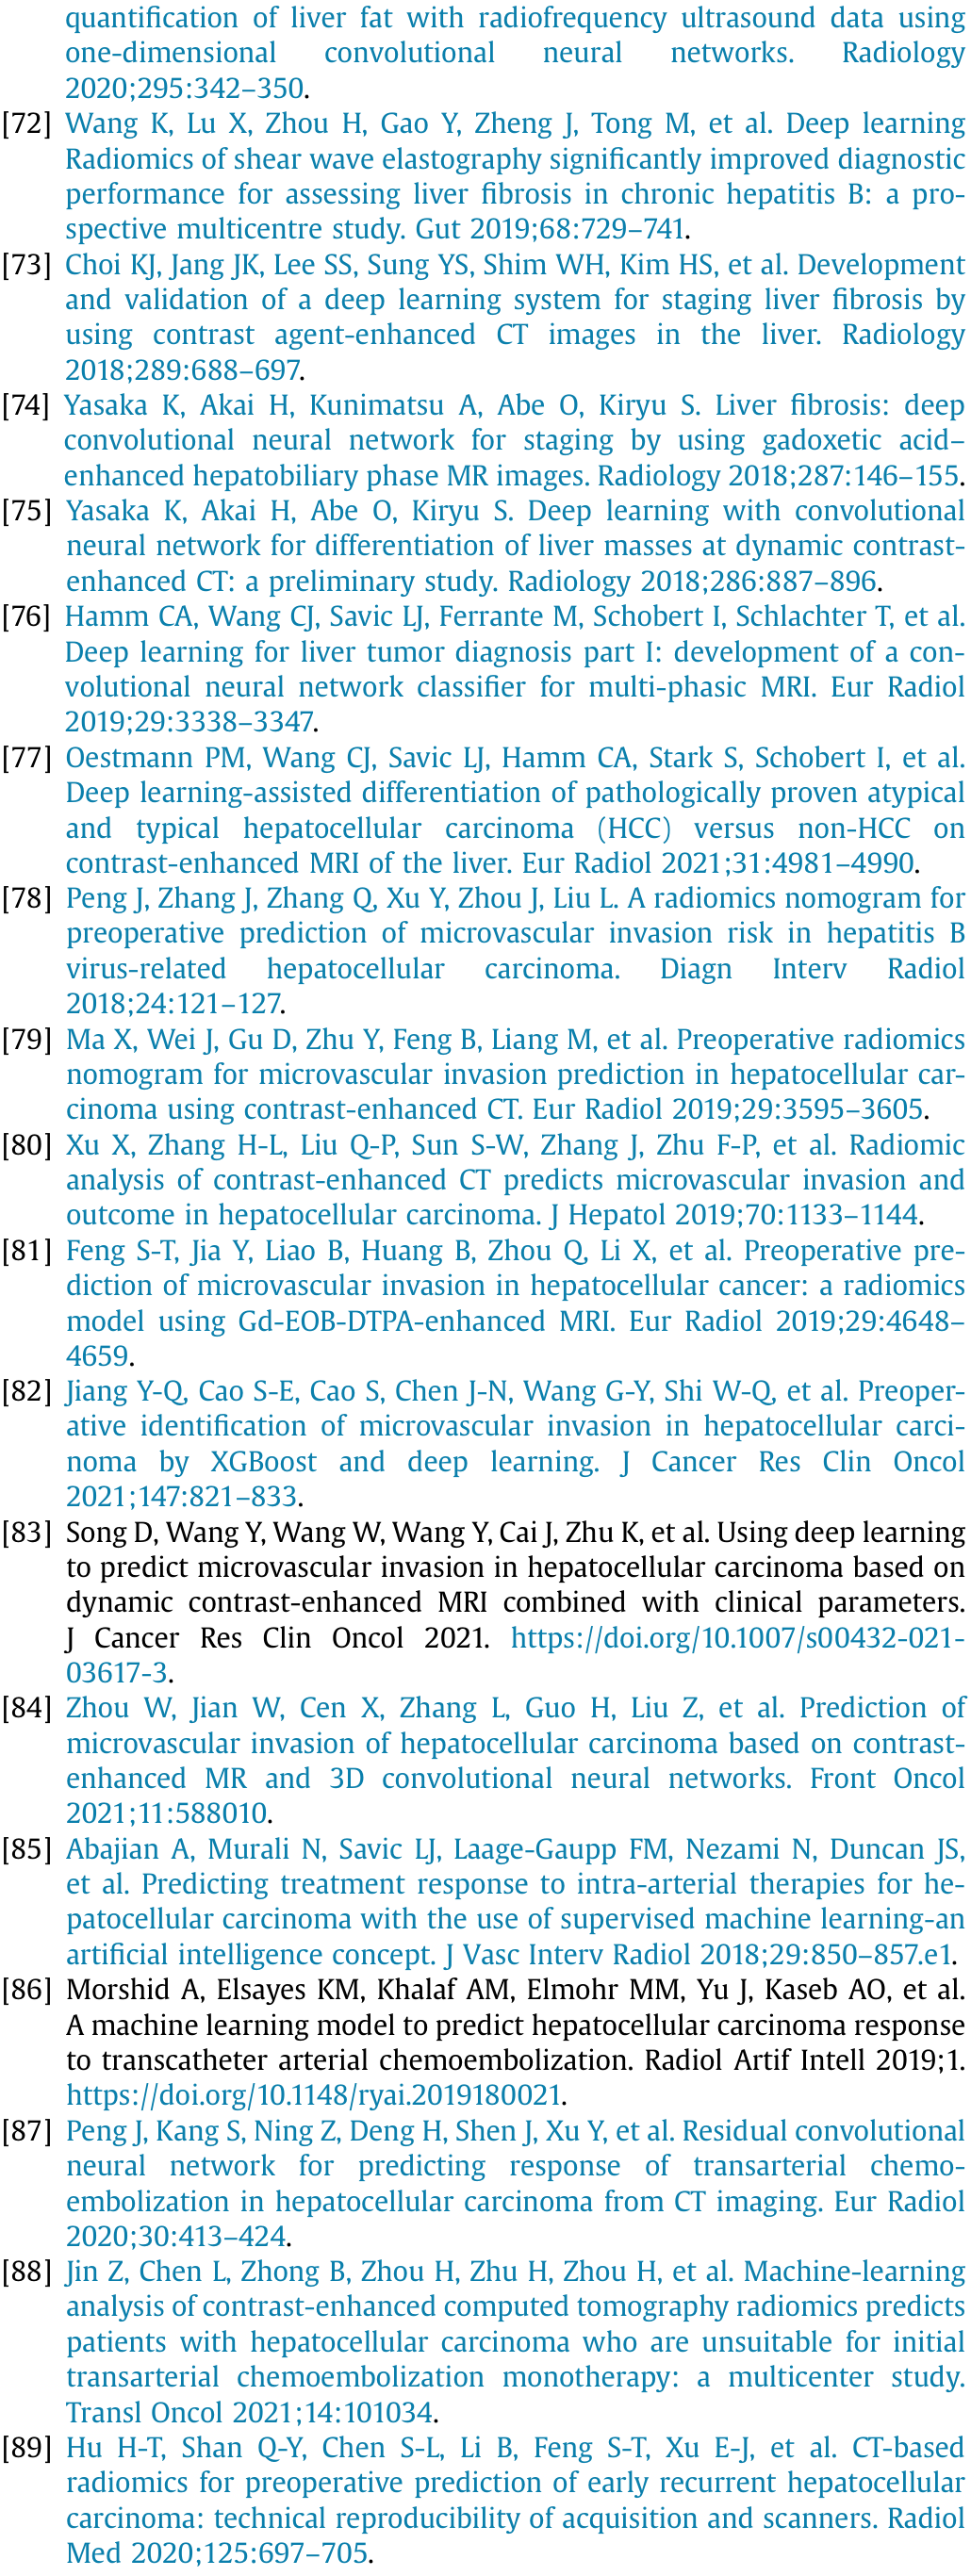 quantification of liver fat with radiofrequency ultrasound data using
one-dimensional convolutional neural networks. Radiology
2020;295:342–350.
[72] Wang K, Lu X, Zhou H, Gao Y, Zheng J, Tong M, et al. Deep learning
Radiomics of shear wave elastography significantly improved diagnostic
performance for assessing liver fibrosis in chronic hepatitis B: a pro-
spective multicentre study. Gut 2019;68:729–741.
[73] Choi KJ, Jang JK, Lee SS, Sung YS, Shim WH, Kim HS, et al. Development
and validation of a deep learning system for staging liver fibrosis by
using contrast agent-enhanced CT images in the liver. Radiology
2018;289:688–697.
[74] Yasaka K, Akai H, Kunimatsu A, Abe O, Kiryu S. Liver fibrosis: deep
convolutional neural network for staging by using gadoxetic acid–
enhanced hepatobiliary phase MR images. Radiology 2018;287:146–155.
[75] Yasaka K, Akai H, Abe O, Kiryu S. Deep learning with convolutional
neural network for differentiation of liver masses at dynamic contrast-
enhanced CT: a preliminary study. Radiology 2018;286:887–896.
[76] Hamm CA, Wang CJ, Savic LJ, Ferrante M, Schobert I, Schlachter T, et al.
Deep learning for liver tumor diagnosis part I: development of a con-
volutional neural network classifier for multi-phasic MRI. Eur Radiol
2019;29:3338–3347.
[77] Oestmann PM, Wang CJ, Savic LJ, Hamm CA, Stark S, Schobert I, et al.
Deep learning-assisted differentiation of pathologically proven atypical
and typical hepatocellular carcinoma (HCC) versus non-HCC on
contrast-enhanced MRI of the liver. Eur Radiol 2021;31:4981–4990.
[78] Peng J, Zhang J, Zhang Q, Xu Y, Zhou J, Liu L. A radiomics nomogram for
preoperative prediction of microvascular invasion risk in hepatitis B
virus-related hepatocellular carcinoma. Diagn Interv Radiol
2018;24:121–127.
[79] Ma X, Wei J, Gu D, Zhu Y, Feng B, Liang M, et al. Preoperative radiomics
nomogram for microvascular invasion prediction in hepatocellular car-
cinoma using contrast-enhanced CT. Eur Radiol 2019;29:3595–3605.
[80] Xu X, Zhang H-L, Liu Q-P, Sun S-W, Zhang J, Zhu F-P, et al. Radiomic
analysis of contrast-enhanced CT predicts microvascular invasion and
outcome in hepatocellular carcinoma. J Hepatol 2019;70:1133–1144.
[81] Feng S-T, Jia Y, Liao B, Huang B, Zhou Q, Li X, et al. Preoperative pre-
diction of microvascular invasion in hepatocellular cancer: a radiomics
model using Gd-EOB-DTPA-enhanced MRI. Eur Radiol 2019;29:4648–
4659.
[82] Jiang Y-Q, Cao S-E, Cao S, Chen J-N, Wang G-Y, Shi W-Q, et al. Preoper-
ative identification of microvascular invasion in hepatocellular carci-
noma by XGBoost and deep learning. J Cancer Res Clin Oncol
2021;147:821–833.
[83] Song D, Wang Y, Wang W, Wang Y, Cai J, Zhu K, et al. Using deep learning
to predict microvascular invasion in hepatocellular carcinoma based on
dynamic contrast-enhanced MRI combined with clinical parameters.
J Cancer Res Clin Oncol 2021. https://doi.org/10.1007/s00432-021-
03617-3.
[84] Zhou W, Jian W, Cen X, Zhang L, Guo H, Liu Z, et al. Prediction of
microvascular invasion of hepatocellular carcinoma based on contrast-
enhanced MR and 3D convolutional neural networks. Front Oncol
2021;11:588010.
[85] Abajian A, Murali N, Savic LJ, Laage-Gaupp FM, Nezami N, Duncan JS,
et al. Predicting treatment response to intra-arterial therapies for he-
patocellular carcinoma with the use of supervised machine learning-an
artificial intelligence concept. J Vasc Interv Radiol 2018;29:850–857.e1.
[86] Morshid A, Elsayes KM, Khalaf AM, Elmohr MM, Yu J, Kaseb AO, et al.
A machine learning model to predict hepatocellular carcinoma response
to transcatheter arterial chemoembolization. Radiol Artif Intell 2019;1.
https://doi.org/10.1148/ryai.2019180021.
[87] Peng J, Kang S, Ning Z, Deng H, Shen J, Xu Y, et al. Residual convolutional
neural network for predicting response of transarterial chemo-
embolization in hepatocellular carcinoma from CT imaging. Eur Radiol
2020;30:413–424.
[88] Jin Z, Chen L, Zhong B, Zhou H, Zhu H, Zhou H, et al. Machine-learning
analysis of contrast-enhanced computed tomography radiomics predicts
patients with hepatocellular carcinoma who are unsuitable for initial
transarterial chemoembolization monotherapy: a multicenter study.
Transl Oncol 2021;14:101034.
[89] Hu H-T, Shan Q-Y, Chen S-L, Li B, Feng S-T, Xu E-J, et al. CT-based
radiomics for preoperative prediction of early recurrent hepatocellular
carcinoma: technical reproducibility of acquisition and scanners. Radiol
Med 2020;125:697–705.